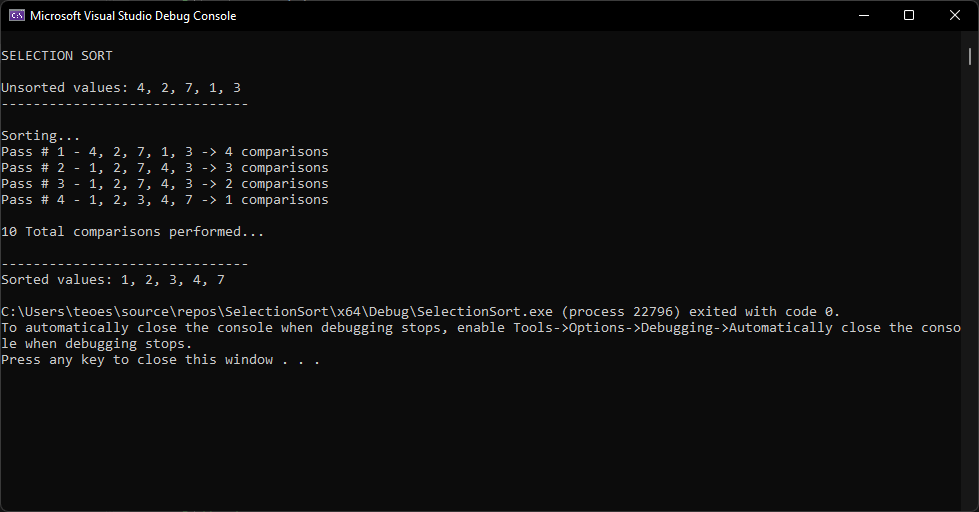 Microsoft Visual Studio Debug Console
SELECTION SORT
Unsorted values: 4, 2, 7, 1, 3
-------------------------------
Sorting...
Pass # 1 - 4, 2, 7, 1, 3 -> 4 comparisons
Pass # 2 - 1, 2, 7, 4, 3 -> 3 comparisons
Pass # 3 - 1, 2, 7, 4, 3 -> 2 comparisons
Pass # 4 - 1, 2, 3, 4, 7 -> 1 comparisons
10 Total comparisons performed...
-------------------------------
Sorted values: 1, 2, 3, 4, 7
C:\Users\teoes\source\repos\SelectionSort\x64\Debug\SelectionSort.exe (process 22796) exited with code 0.
To automatically close the console when debugging stops, enable Tools->Options->Debugging->Automatically close the conso
le when debugging stops.
Press any key to close this window . . .